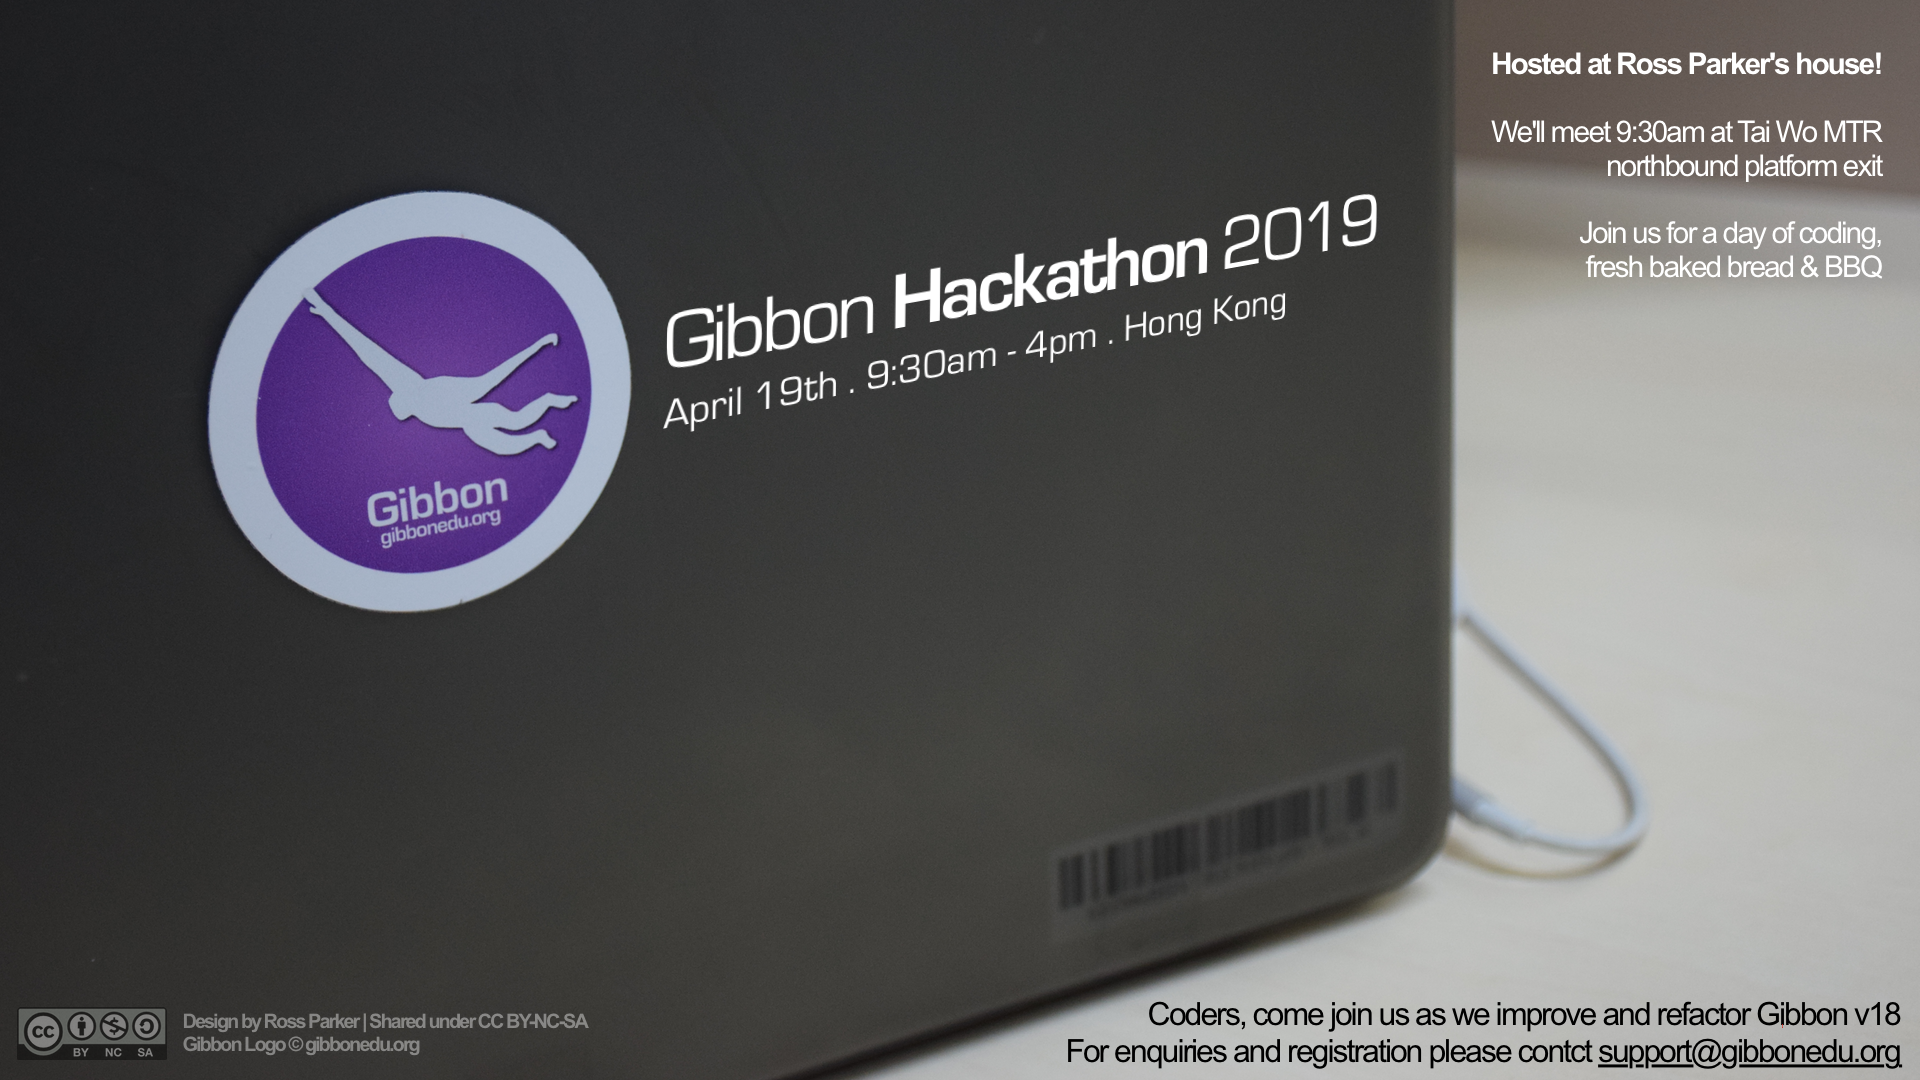 Hosted at Ross Parker's house!
We'll meet 9:30am at Tai Wo MTR
northbound platform exit
Join us for a day of coding,
fresh baked bread & BBQ
Gibbon Hackathon 2019
April 19th . 9:30am - 4pm . Hong Kong
Gibbon
gibbonedu.org
cc BY NC SA
Design by Ross Parker | Shared under CC BY-NC-SA
Gibbon Logo © gibbonedu.org
Coders, come join us as we improve and refactor Gibbon v18
For enquiries and registration please contct support@gibbonedu.org